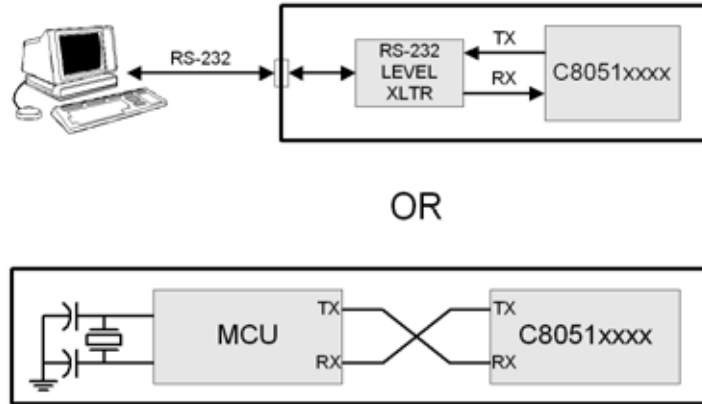 RS-232
RS-232
LEVEL
XLTR
TX
RX
C8051xxxx
OR
MCU
TX
RX
TX
RX
C8051xxxx